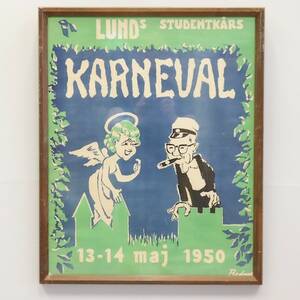 LUNDs STUDENTKÅRS
KARNEVAL
13-14 maj 1950